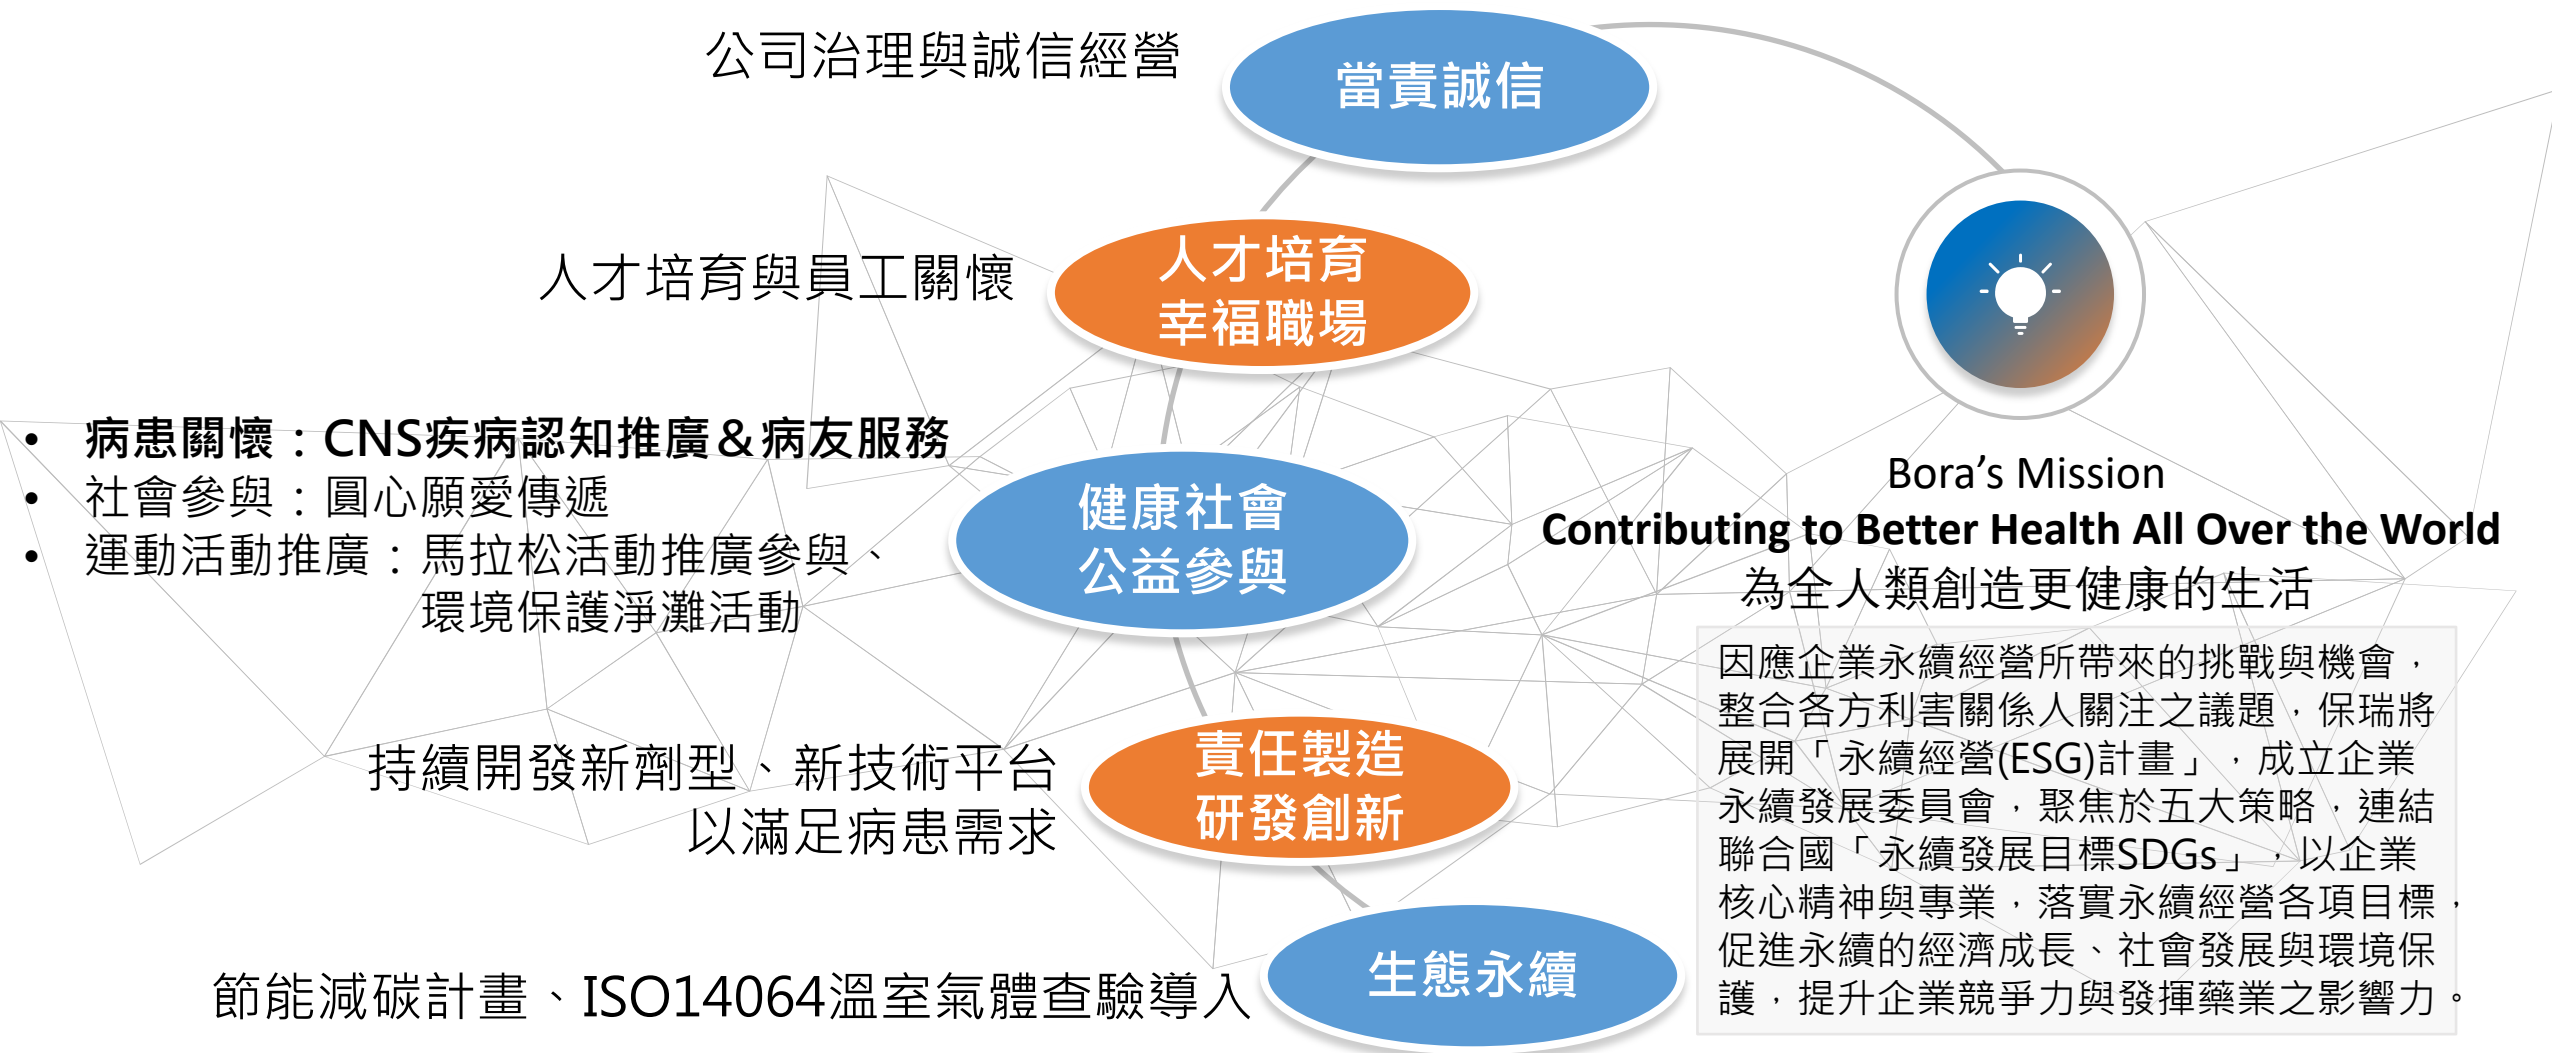 公司治理與誠信經營
當責誠信
人才培育與員工關懷
人才培育
幸福職場
• 病患關懷：CNS疾病認知推廣＆病友服務
• 社會參與：圓心願愛傳遞
• 運動活動推廣：馬拉松活動推廣參與、
環境保護淨灘活動
健康社會
公益參與
持續開發新劑型、新技術平台
以滿足病患需求
責任製造
研發創新
節能減碳計畫、ISO14064溫室氣體查驗導入
生態永續
Bora’s Mission
Contributing to Better Health All Over the World
為全人類創造更健康的生活
因應企業永續經營所帶來的挑戰與機會，
整合各方利害關係人關注之議題，保瑞將
展開「永續經營(ESG)計畫」，成立企業
永續發展委員會，聚焦於五大策略，連結
聯合國「永續發展目標SDGs」，以企業
核心精神與專業，落實永續經營各項目標，
促進永續的經濟成長、社會發展與環境保
護，提升企業競爭力與發揮藥業之影響力。